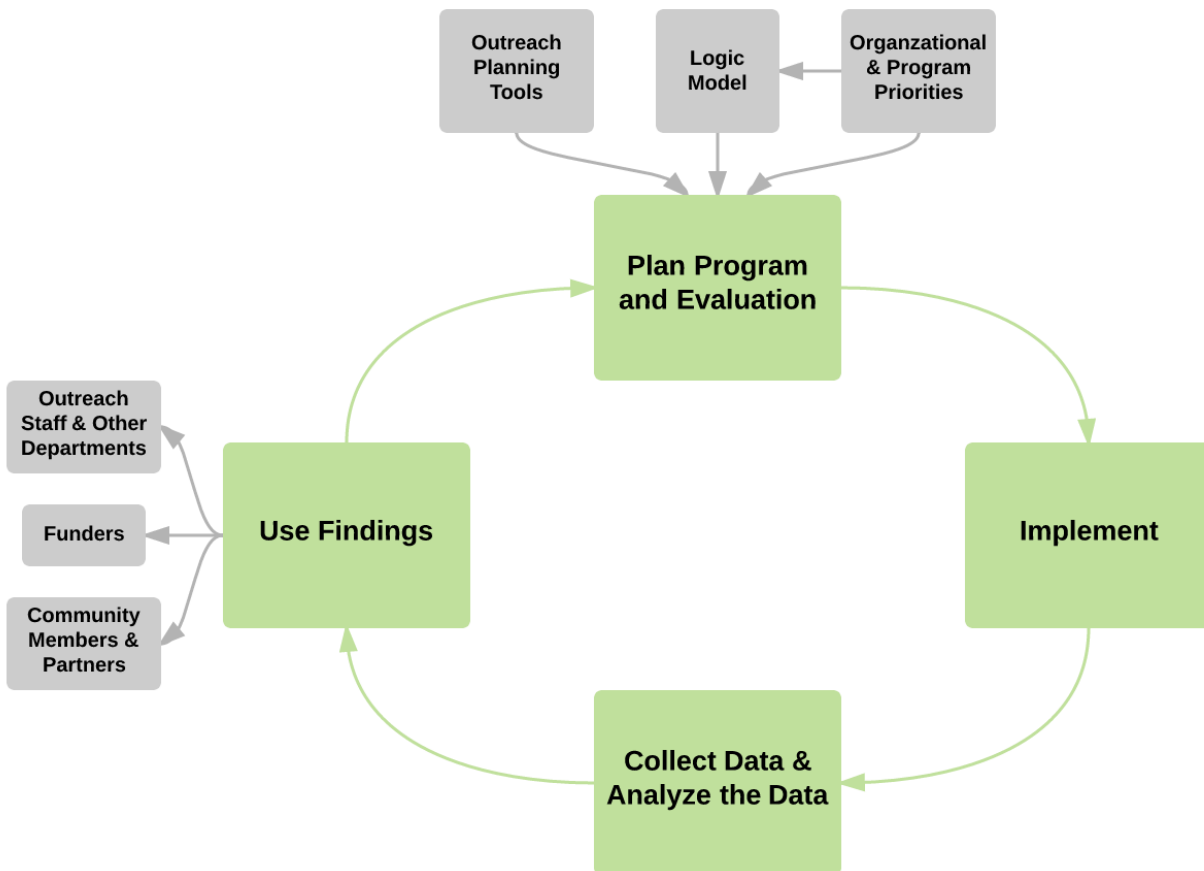 Outreach
Planning
Tools
Logic
Model
Organzational
& Program
Priorities
Plan Program
and Evaluation
Outreach
Staff & Other
Departments
Use Findings
Implement
Funders
Community
Members &
Partners
Collect Data &
Analyze the Data